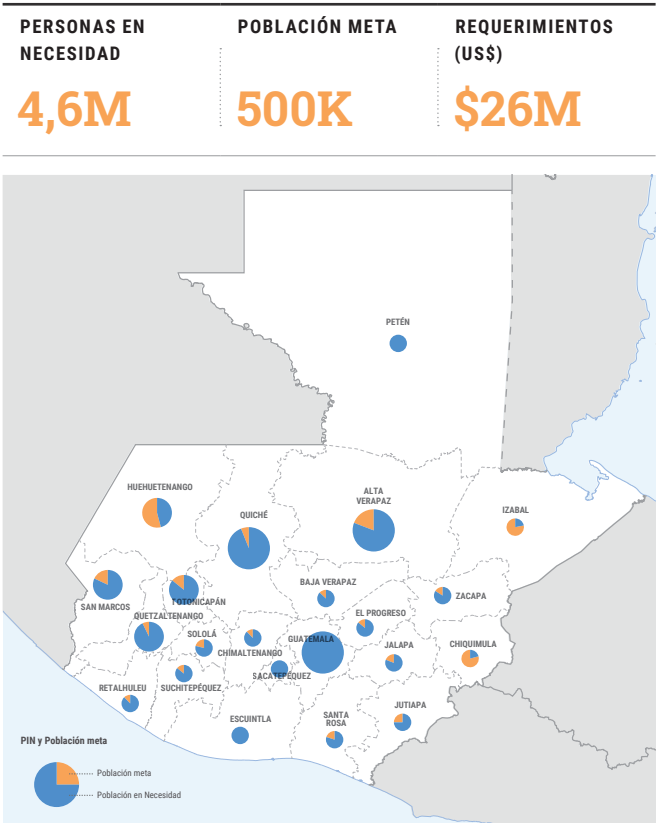 PERSONAS EN
NECESIDAD
4,6M
POBLACIÓN META
500K
REQUERIMIENTOS
(US$)
$26M
PETÉN
HUEHUETENANGO
QUICHÉ
ALTA
VERAPAZ
IZABAL
SAN MARCOS
TOTONICAPÁN
BAJA VERAPAZ
ZACAPA
QUETZALTENANGO
EL PROGRESO
SOLOLÁ
CHIMALTENANGO
GUATEMALA
JALAPA
CHIQUIMULA
SACATEPÉQUEZ
RETALHULEU
SUCHITEPÉQUEZ
ESCUINTLA
SANTA
ROSA
JUTIAPA
PIN y Población meta
Población meta
Población en Necesidad